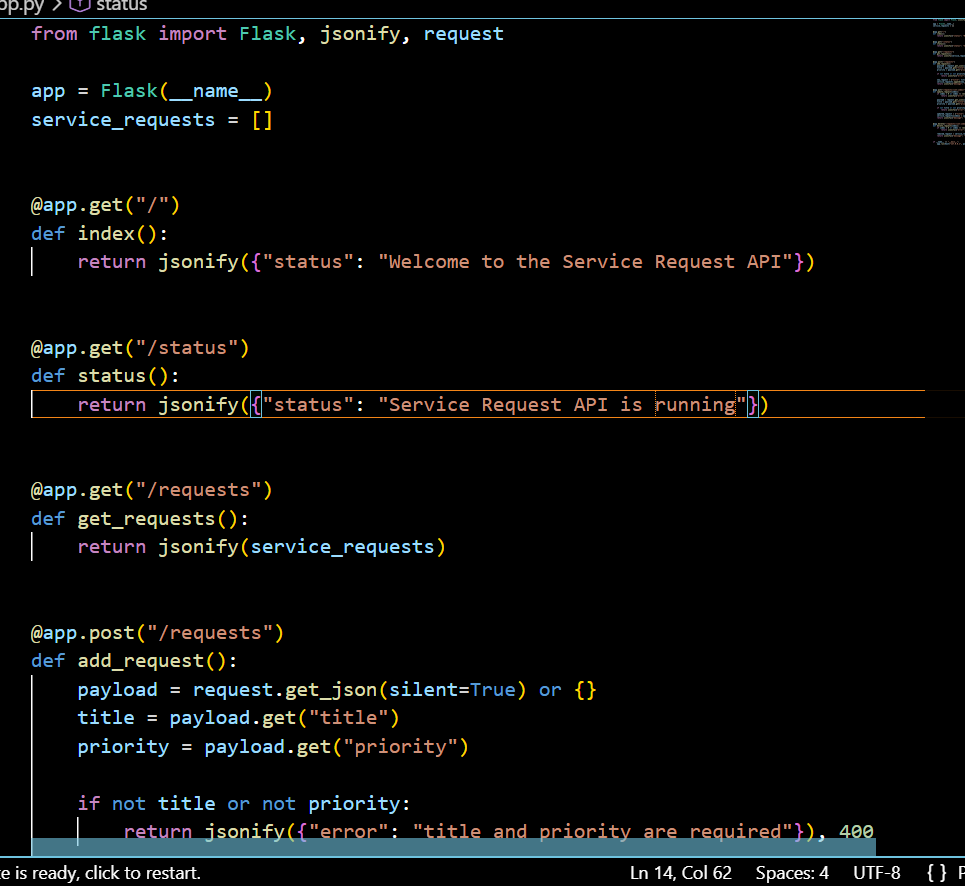 pp.py > status
from flask import Flask, jsonify, request
app = Flask(__name__)
service_requests = []
@app.get("/")
def index():
    return jsonify({"status": "Welcome to the Service Request API"})
@app.get("/status")
def status():
    return jsonify({"status": "Service Request API is running"})
@app.get("/requests")
def get_requests():
    return jsonify(service_requests)
@app.post("/requests")
def add_request():
    payload = request.get_json(silent=True) or {}
    title = payload.get("title")
    priority = payload.get("priority")
    if not title or not priority:
        return jsonify({"error": "title and priority are required"}), 400
te is ready, click to restart. Ln 14, Col 62 Spaces: 4 UTF-8 { } P